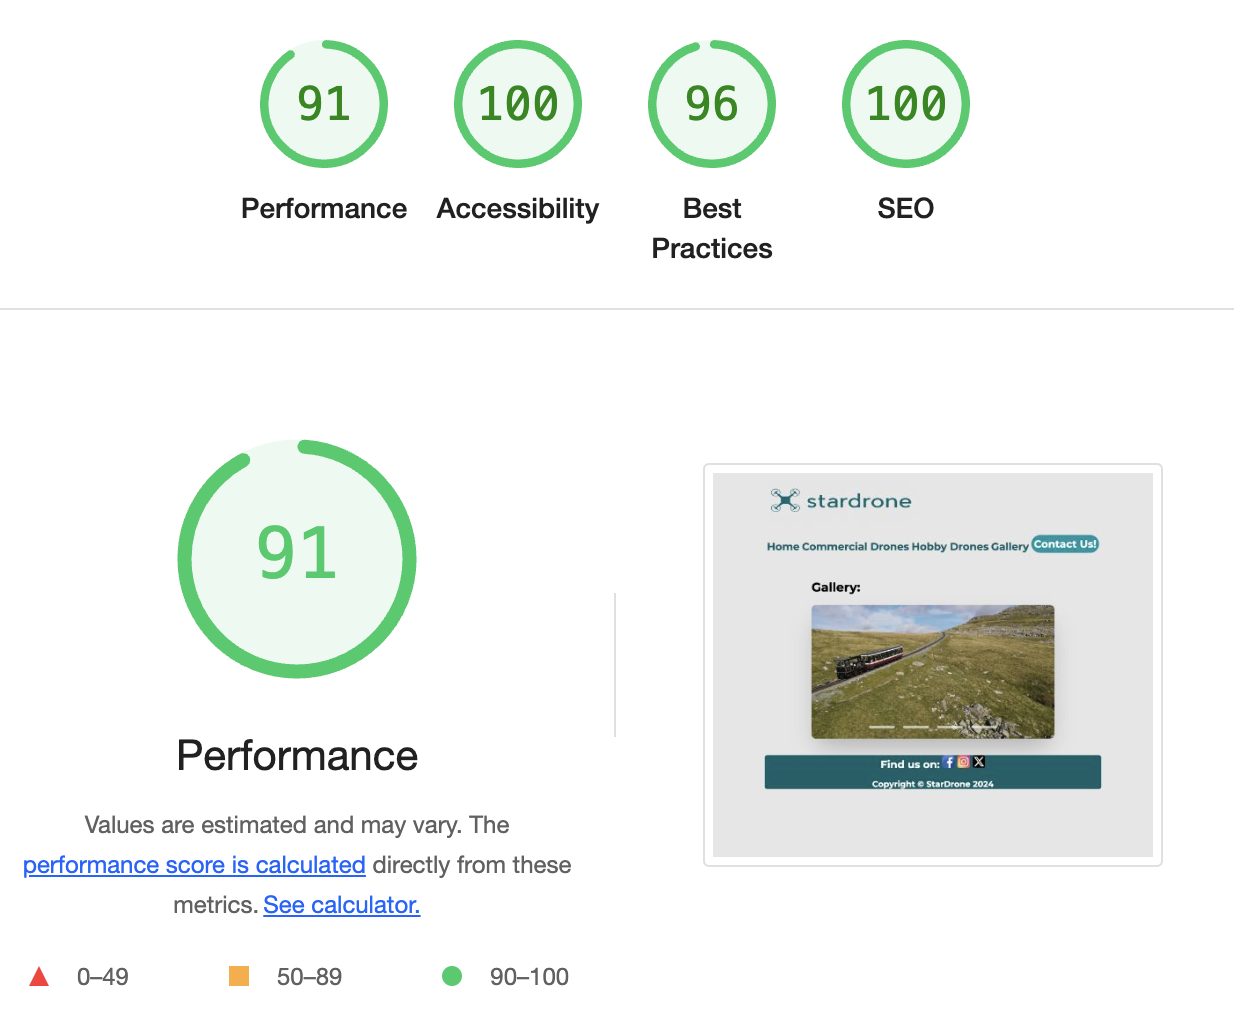 91
100
96
100
Performance
Accessibility
Best
Practices
SEO
91
Performance
Values are estimated and may vary. The
performance score is calculated directly from these
metrics. See calculator.
0–49
50–89
90–100
stardrone
Home Commercial Drones Hobby Drones Gallery Contact Us!
Gallery:
Find us on:
Copyright © StarDrone 2024